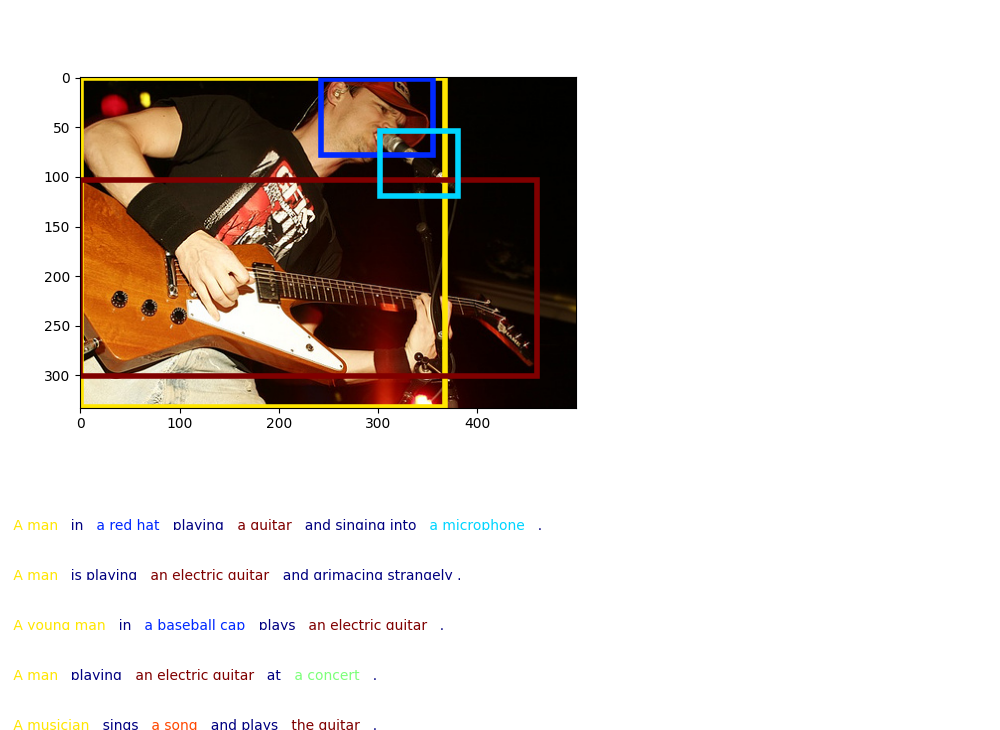 0
50
100
150
200
250
300
0 100 200 300 400
A man in a red hat playing a guitar and singing into a microphone .
A man is playing an electric guitar and grimacing strangely .
A young man in a baseball cap plays an electric guitar .
A man playing an electric guitar at a concert .
A musician sings a song and plays the guitar .